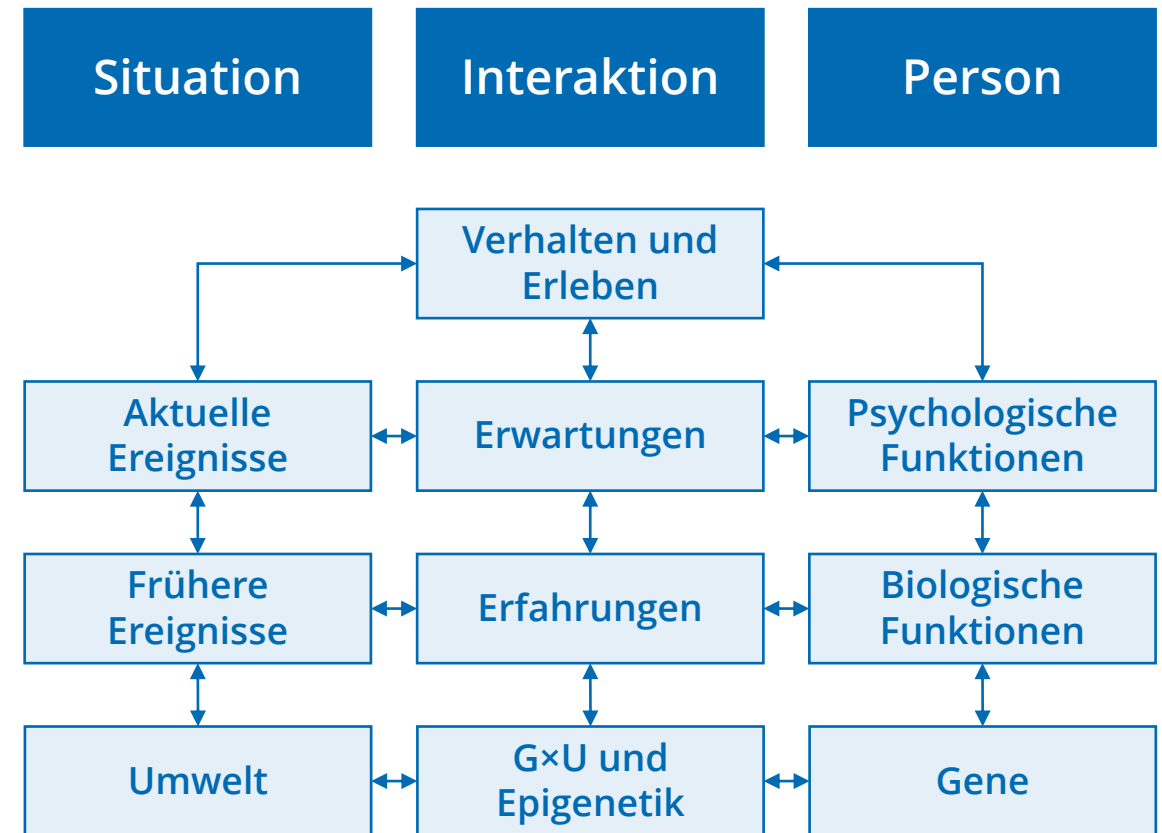 Situation
Interaktion
Person
Verhalten und
Erleben
Aktuelle
Ereignisse
Erwartungen
Psychologische
Funktionen
Frühere
Ereignisse
Erfahrungen
Biologische
Funktionen
Umwelt
G×U und
Epigenetik
Gene